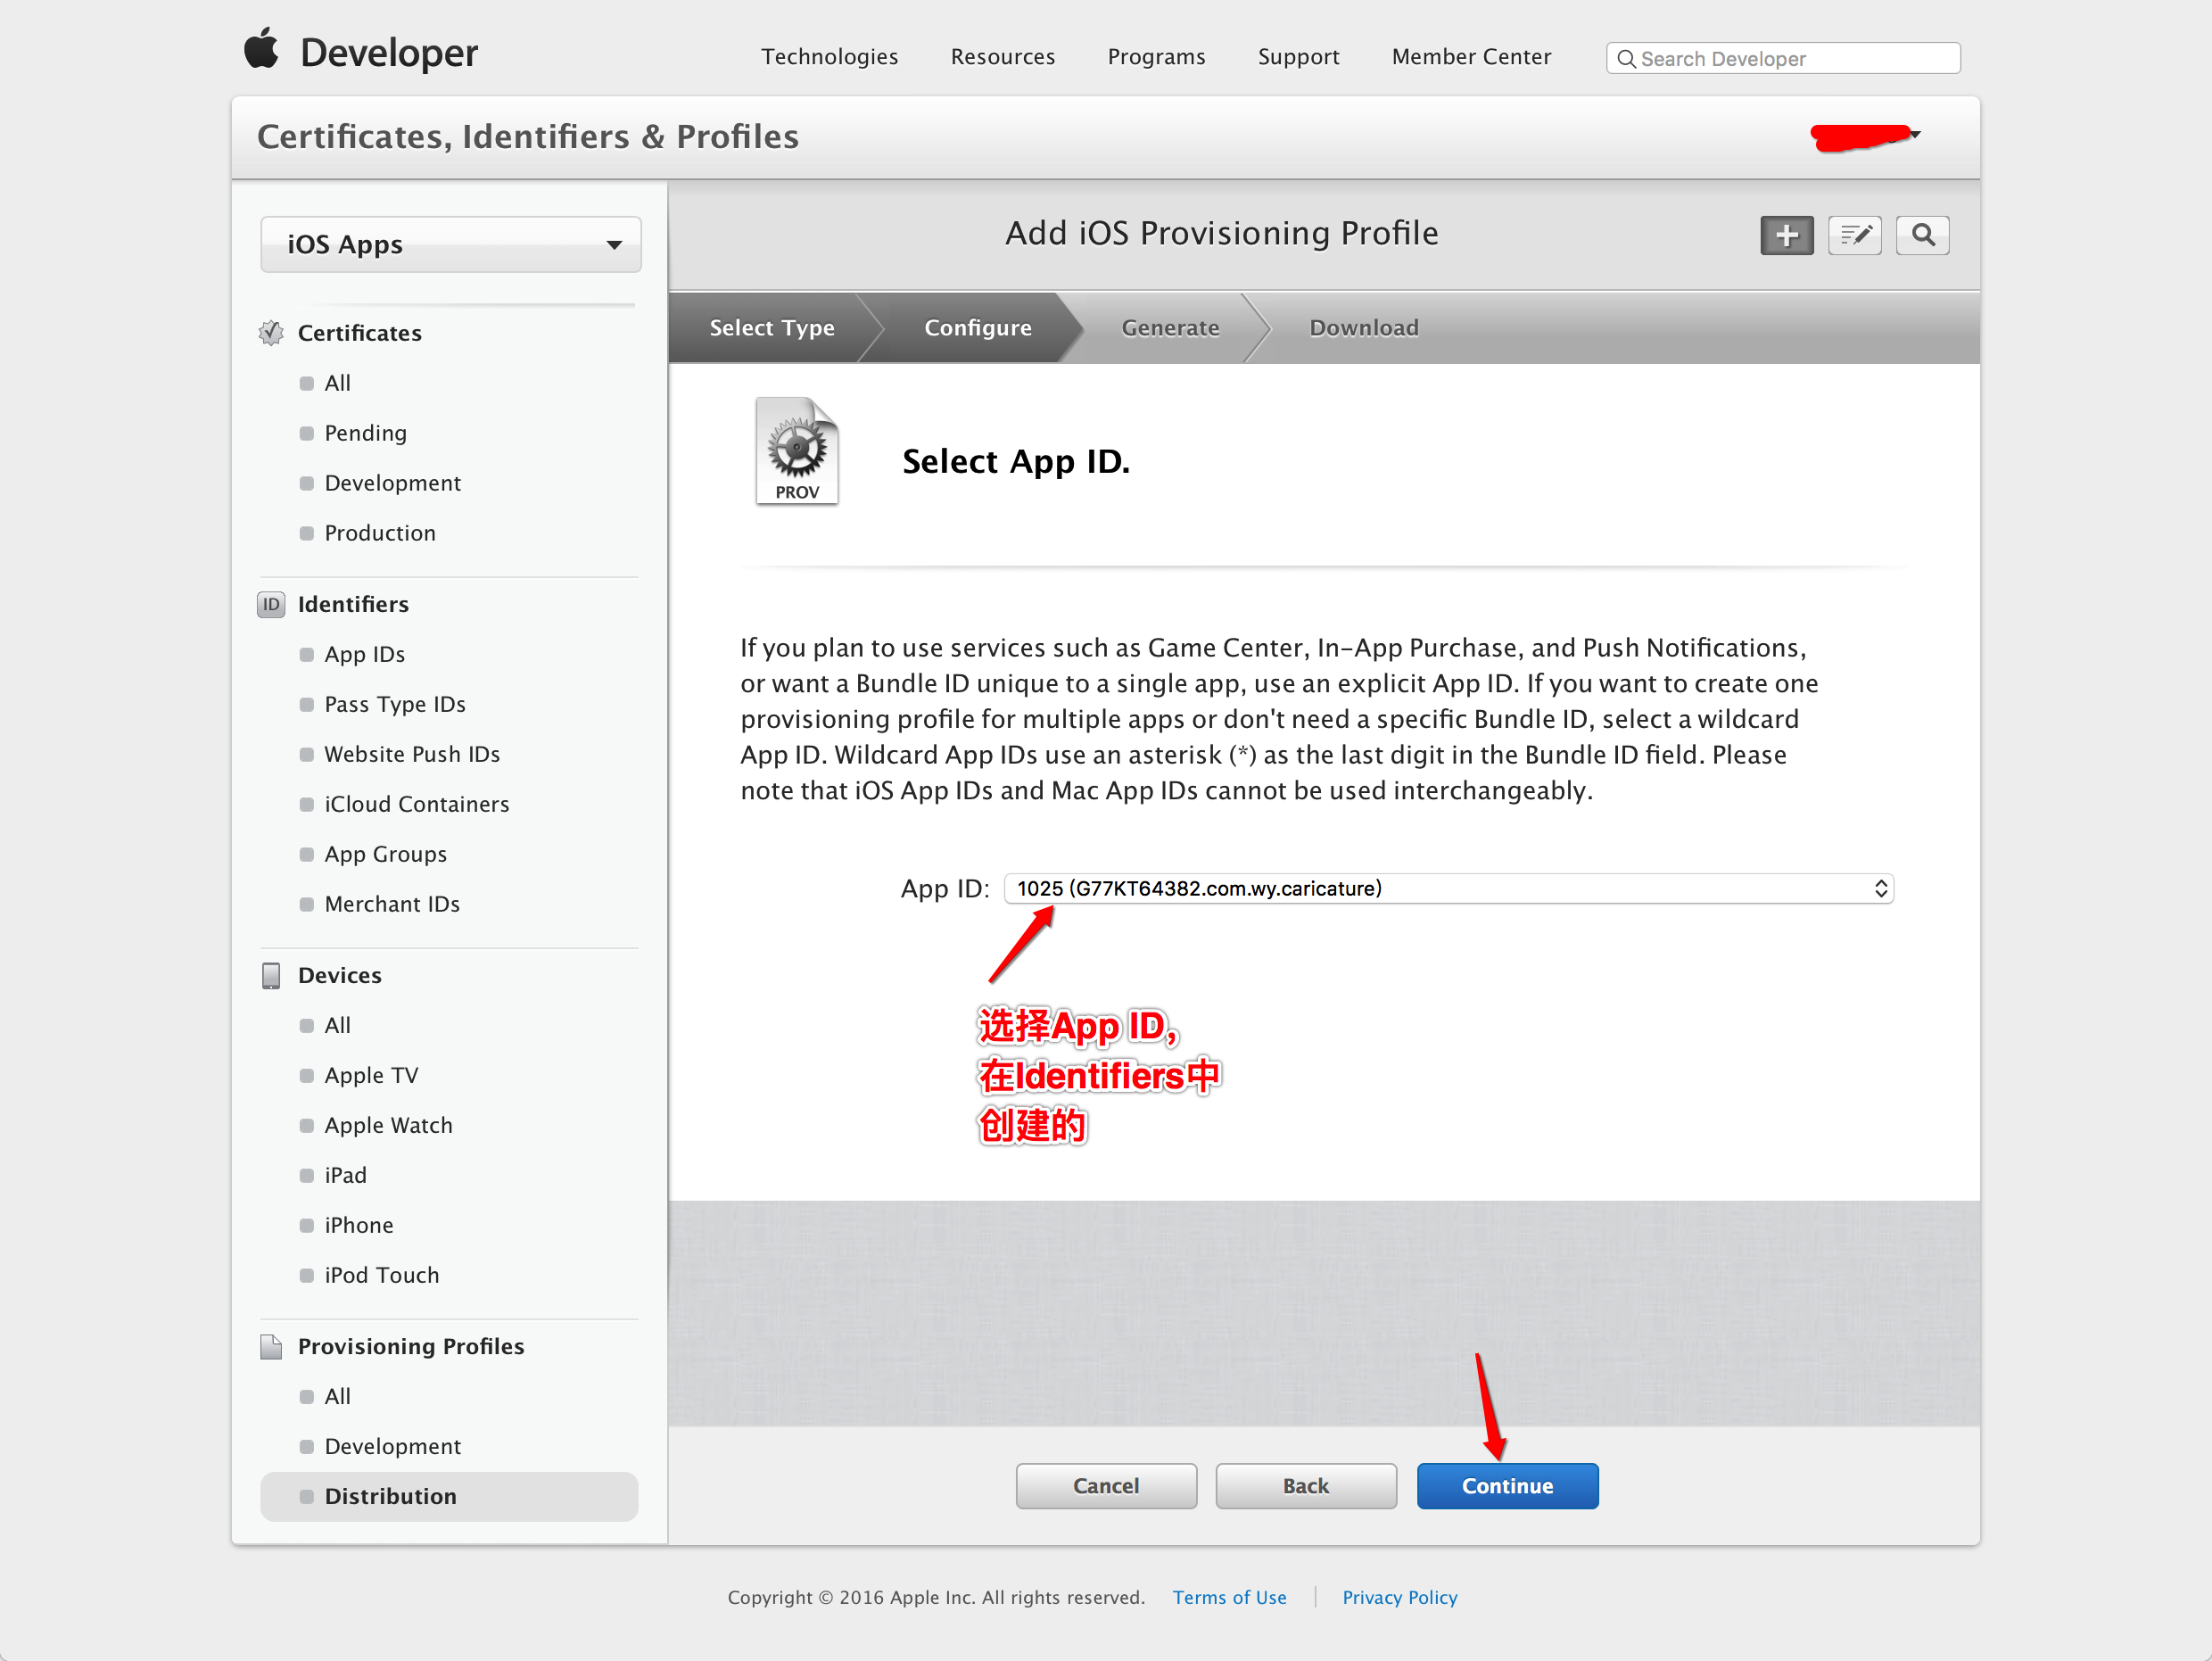 Developer
Technologies
Resources
Programs
Support
Member Center
Search Developer
Certificates, Identifiers & Profiles
iOS Apps
Certificates
All
Pending
Development
Production
ID Identifiers
App IDs
Pass Type IDs
Website Push IDs
iCloud Containers
App Groups
Merchant IDs
Devices
All
Apple TV
Apple Watch
iPad
iPhone
iPod Touch
Provisioning Profiles
All
Development
Distribution
Add iOS Provisioning Profile
Select Type
Configure
Generate
Download
PROV
Select App ID.
If you plan to use services such as Game Center, In-App Purchase, and Push Notifications,
or want a Bundle ID unique to a single app, use an explicit App ID. If you want to create one
provisioning profile for multiple apps or don't need a specific Bundle ID, select a wildcard
App ID. Wildcard App IDs use an asterisk (*) as the last digit in the Bundle ID field. Please
note that iOS App IDs and Mac App IDs cannot be used interchangeably.
App ID: 1025 (G77KT64382.com.wy.caricature)
选择App ID,
在Identifiers中
创建的
Cancel
Back
Continue
Copyright © 2016 Apple Inc. All rights reserved.
Terms of Use
Privacy Policy